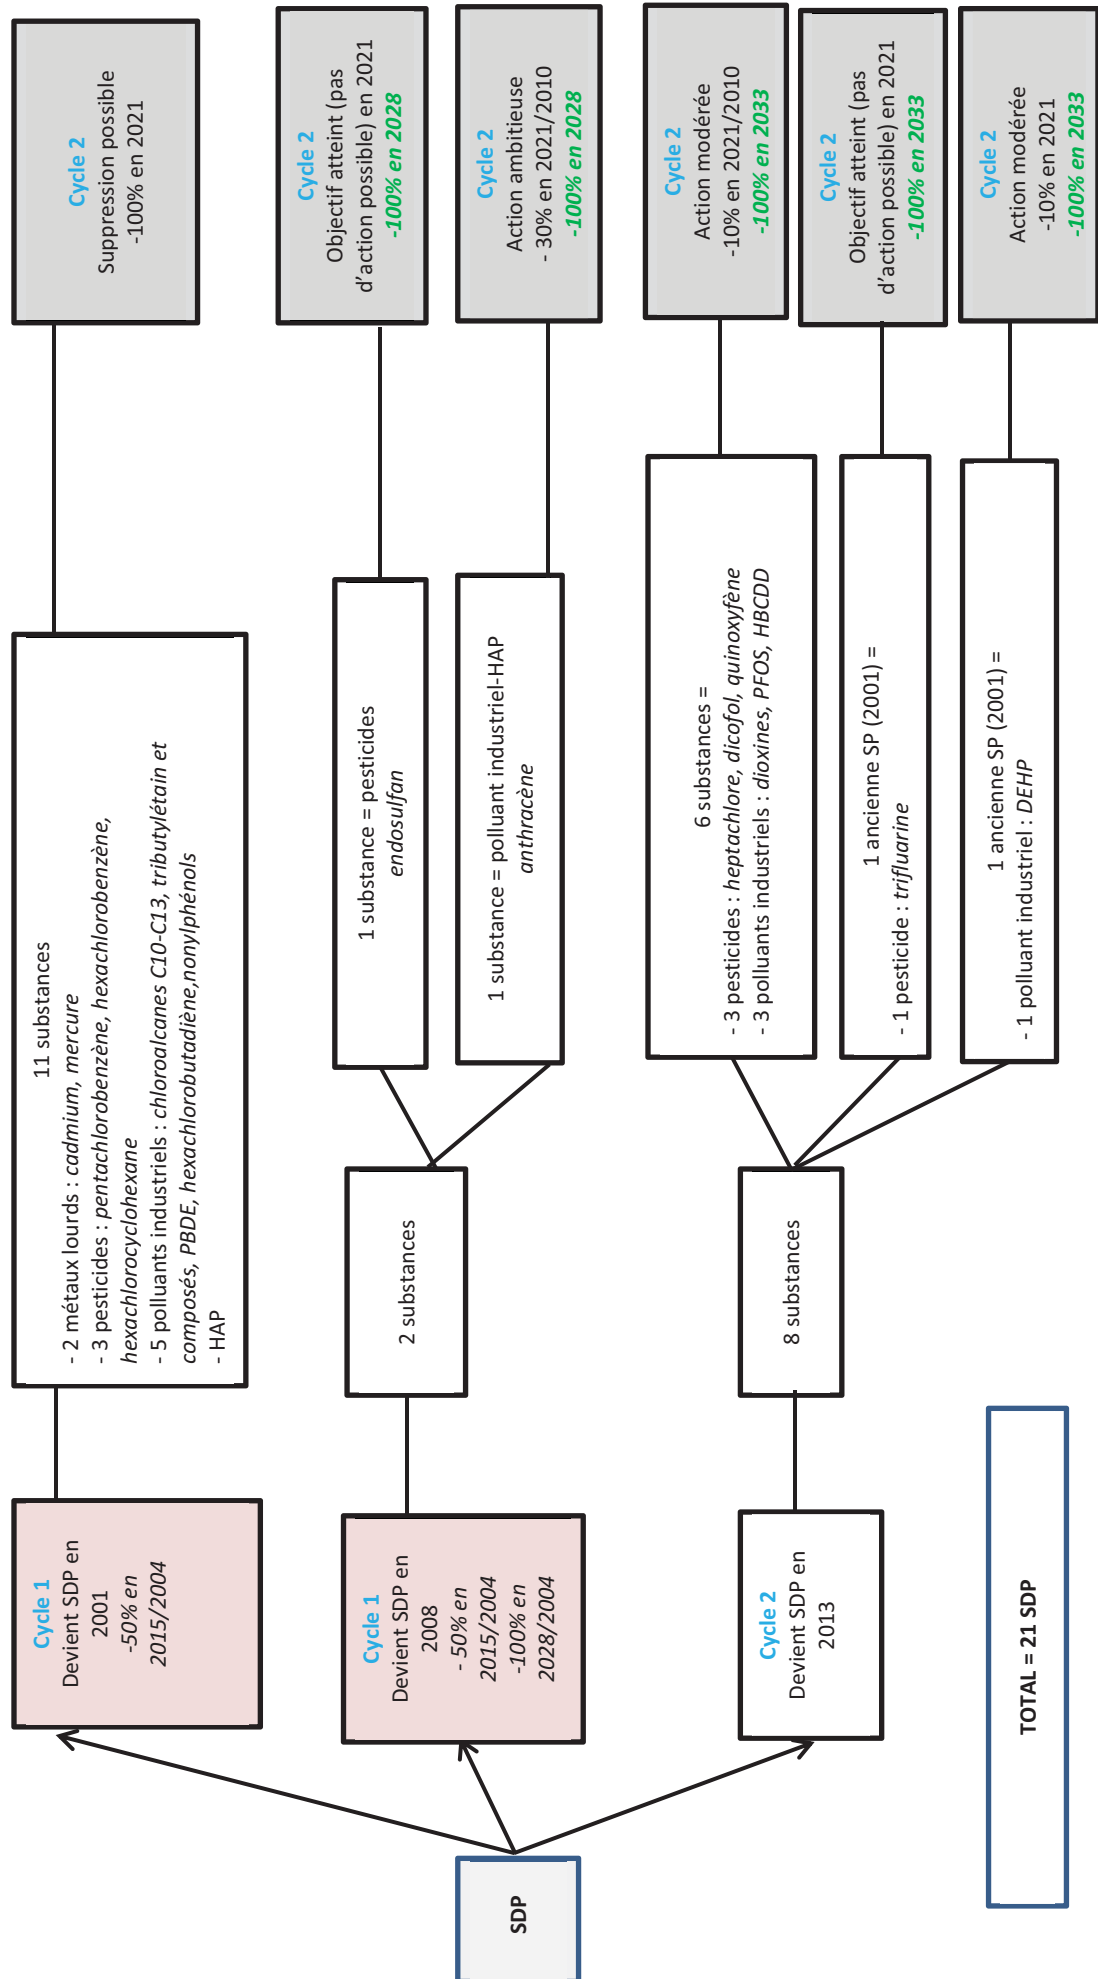 SDP
Cycle 1
Devient SDP en
2001
-50% en
2015/2004
11 substances
- 2 métaux lourds : cadmium, mercure
- 3 pesticides : pentachlorobenzène, hexachlorobenzène,
hexachlorocyclohexane
- 5 polluants industriels : chloroalcanes C10-C13, tributylétain et
composés, PBDE, hexachlorobutadiène,nonylphénols
- HAP
Cycle 2
Suppression possible
-100% en 2021
Cycle 1
Devient SDP en
2008
- 50% en
2015/2004
-100% en
2028/2004
2 substances
1 substance = pesticides
endosulfan
Cycle 2
Objectif atteint (pas
d'action possible) en 2021
-100% en 2028
1 substance = polluant industriel-HAP
anthracène
Cycle 2
Action ambitieuse
- 30% en 2021/2010
-100% en 2028
Cycle 2
Devient SDP en
2013
8 substances
6 substances =
- 3 pesticides : heptachlore, dicofol, quinoxyfène
- 3 polluants industriels : dioxines, PFOS, HBCDD
Cycle 2
Action modérée
-10% en 2021/2010
-100% en 2033
1 ancienne SP (2001) =
- 1 pesticide : trifluarine
Cycle 2
Objectif atteint (pas
d'action possible) en 2021
-100% en 2033
1 ancienne SP (2001) =
- 1 polluant industriel : DEHP
Cycle 2
Action modérée
-10% en 2021
-100% en 2033
TOTAL = 21 SDP